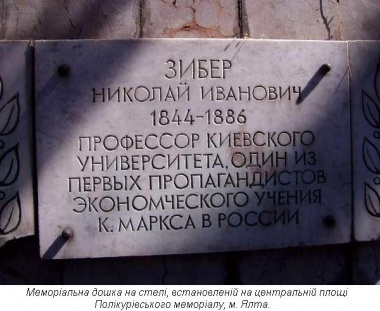 ЗИБЕР
НИКОЛАЙ ИВАНОВИЧ
1844-1886
ПРОФЕССОР КИЕВСКОГО
УНИВЕРСИТЕТА, ОДИН ИЗ
ПЕРВЫХ ПРОПАГАНДИСТОВ
ЭКОНОМЧЕСКОГО УЧЕНИЯ
К. МАРКСА В РОССИИ
Меморіальна дошка на стелі, встановленій на центральній площі
Полікурівського меморіалу, м. Ялта.